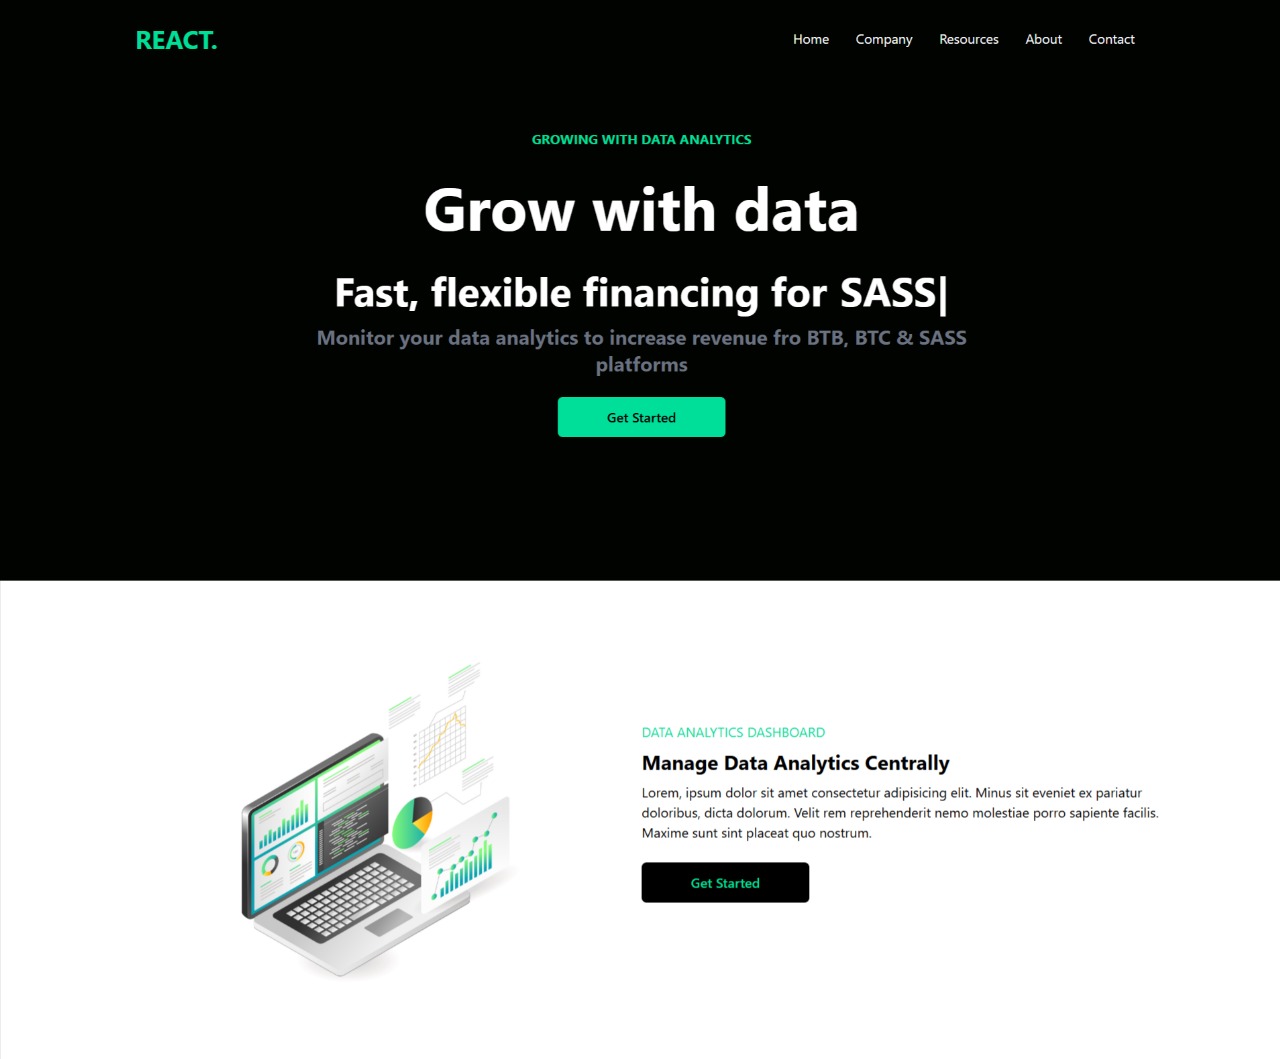 REACT.
Home Company Resources About Contact
GROWING WITH DATA ANALYTICS
Grow with data
Fast, flexible financing for SASS|
Monitor your data analytics to increase revenue fro BTB, BTC & SASS
platforms
Get Started
DATA ANALYTICS DASHBOARD
Manage Data Analytics Centrally
Lorem, ipsum dolor sit amet consectetur adipisicing elit. Minus sit eveniet ex pariatur
doloribus, dicta dolorum. Velit rem reprehenderit nemo molestiae porro sapiente facilis.
Maxime sunt sint placeat quo nostrum.
Get Started